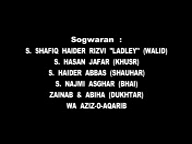 Sogwaran :
S. SHAFIQ HAIDER RIZVI "LADLEY" (WALID)
S. HASAN JAFAR (KHUSR)
S. HAIDER ABBAS (SHAUHAR)
S. NAJMI ASGHAR (BHAI)
ZAINAB & ABIHA (DUKHTAR)
WA AZIZ-O-AQARIB